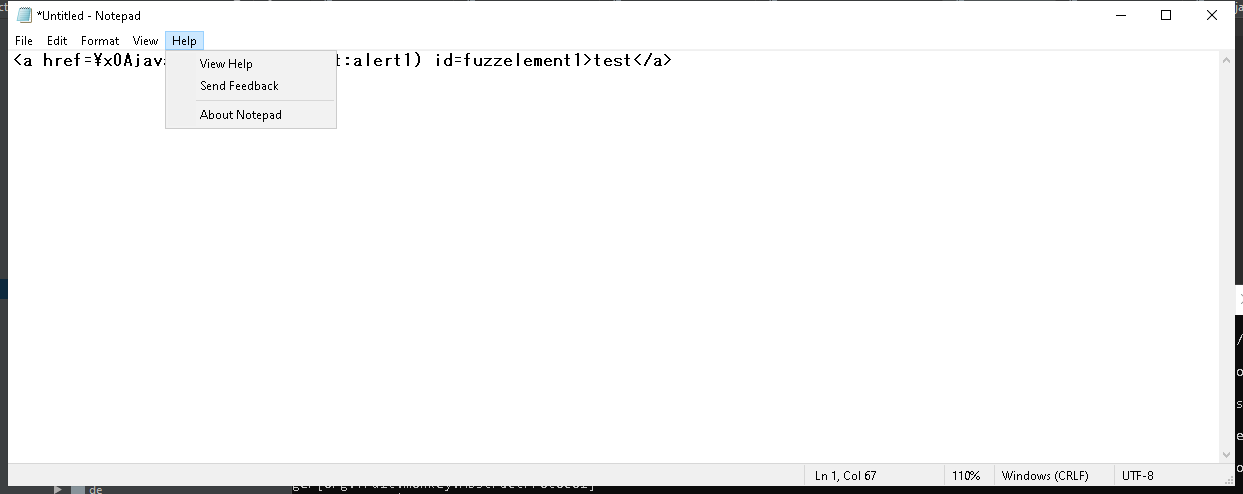 *Untitled - Notepad
File Edit Format View Help
<a href=¥x0Ajava t:alert1) id=fuzzelement1>test</a>
View Help
Send Feedback
About Notepad
Ln 1, Col 67 110% Windows (CRLF) UTF-8
de